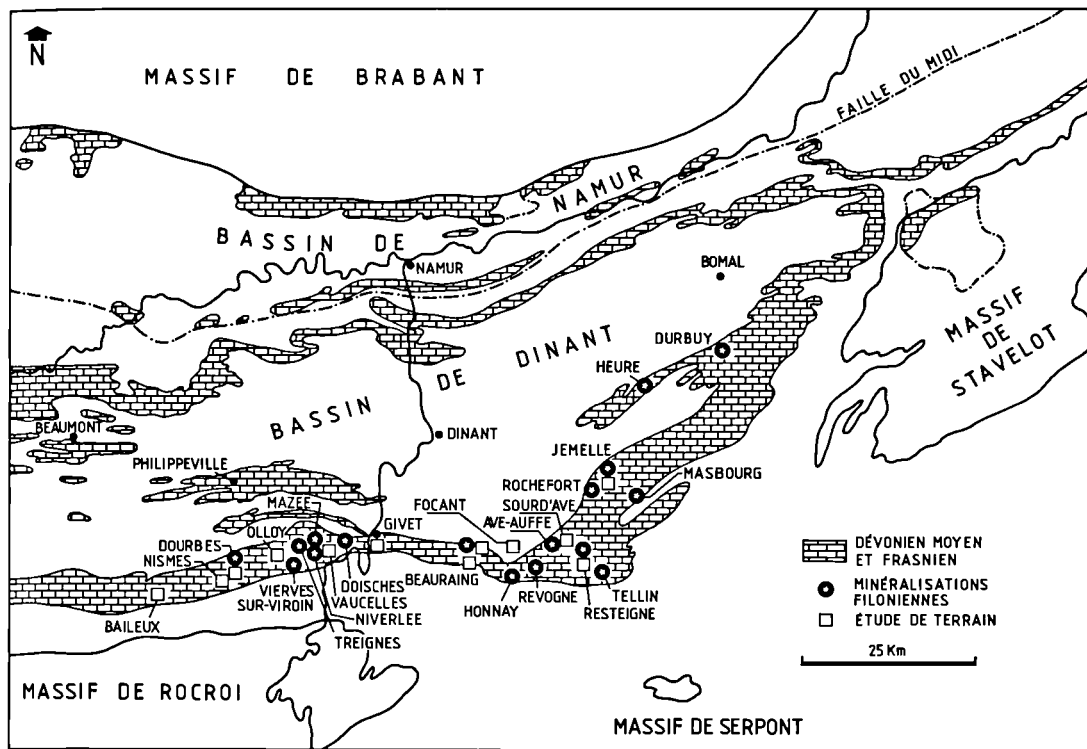 N
MASSIF DE BRABANT
FAILLE DU MIDI
NAMUR
BASSIN DE
NAMUR
BOMAL
MASSIF
DE
STAVELOT
DINANT
DURBUY
HEURE
DE
BASSIN
BEAUMONT
DINANT
PHILIPPEVILLE
JEMELLE
MASBOURG
ROCHEFORT
SOURD'AVE
MAZEE
FOCANT
AVE-AUFFE
GIVET
OLLOY
DOURBES
NISMES
BEAURAING
DOISCHES
VAUCELLES
VIERVES
SUR-VIROIN
NIVERLEE
TREIGNES
BAILEUX
HONNAY
REVOGNE
TELLIN
RESTEIGNE
DÉVONIEN MOYEN
ET FRASNIEN
MINÉRALISATIONS
FILONIENNES
ÉTUDE DE TERRAIN
25 Km
MASSIF DE ROCROI
MASSIF DE SERPONT